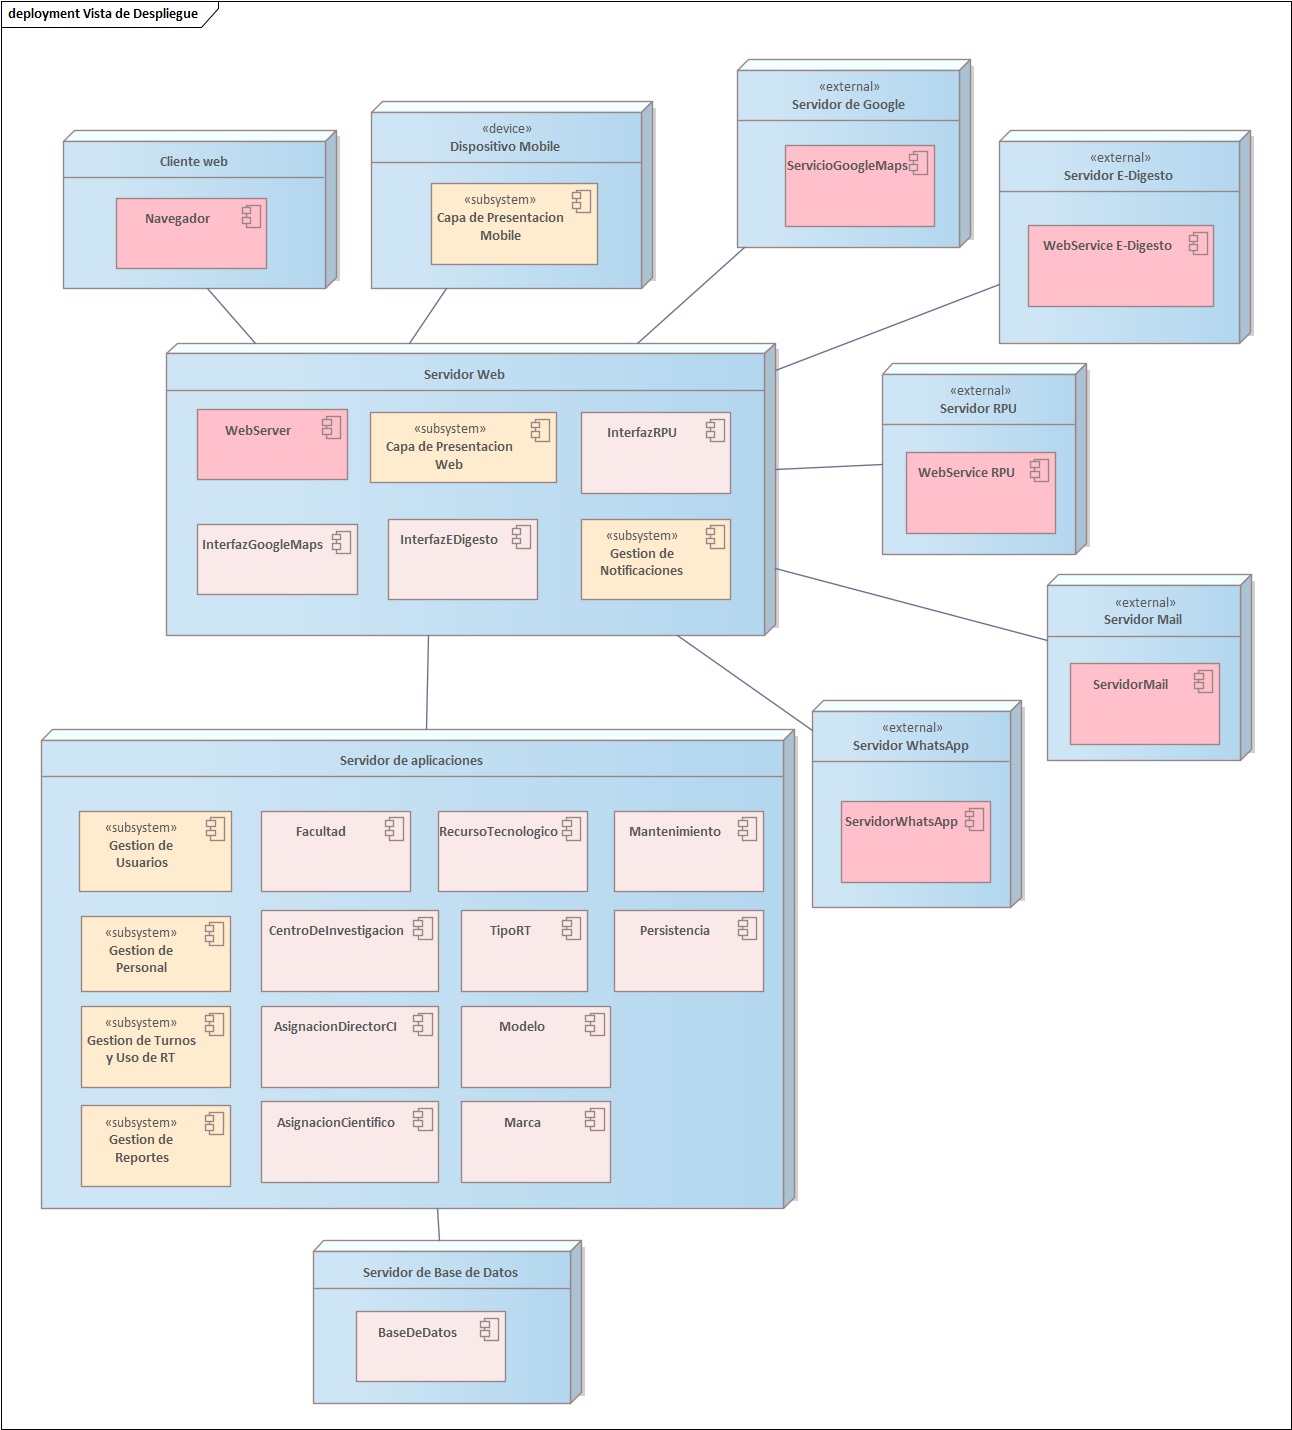 deployment Vista de Despliegue
Cliente web
Navegador
«device»
Dispositivo Mobile
«subsystem»
Capa de Presentacion
Mobile
«external»
Servidor de Google
ServicioGoogleMaps
«external»
Servidor E-Digesto
WebService E-Digesto
Servidor Web
WebServer
«subsystem»
Capa de Presentacion
Web
InterfazRPU
InterfazGoogleMaps
InterfazEDigesto
«subsystem»
Gestion de
Notificaciones
«external»
Servidor RPU
WebService RPU
«external»
Servidor Mail
ServidorMail
«external»
Servidor WhatsApp
ServidorWhatsApp
Servidor de aplicaciones
«subsystem»
Gestion de
Usuarios
Facultad
RecursoTecnologico
Mantenimiento
«subsystem»
Gestion de
Personal
CentroDeInvestigacion
TipoRT
Persistencia
«subsystem»
Gestion de Turnos
y Uso de RT
AsignacionDirectorCI
Modelo
«subsystem»
Gestion de
Reportes
AsignacionCientifico
Marca
Servidor de Base de Datos
BaseDeDatos